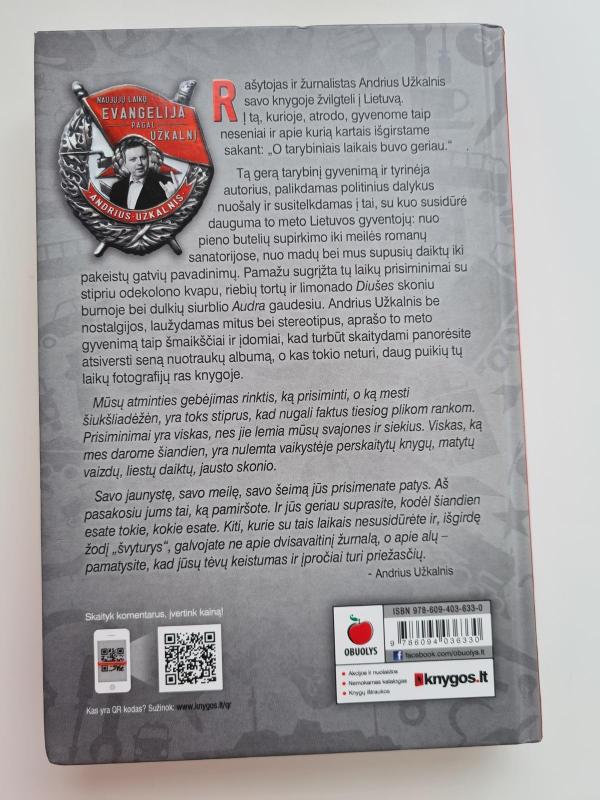 NAUJŲJŲ LAIKŲ
EVANGELIJA
PAGAL
UŽKALNĮ
ANDRIUS UŽKALNIS
Rašytojas ir žurnalistas Andrius Užkalnis
savo knygoje žvilgteli į Lietuvą.
Į tą, kurioje, atrodo, gyvenome taip
neseniai ir apie kurią kartais išgirstame
sakant: „O tarybiniais laikais buvo geriau."
Tą gerą tarybinį gyvenimą ir tyrinėja
autorius, palikdamas politinius dalykus
nuošaly ir susitelkdamas į tai, su kuo susidūrė
dauguma to meto Lietuvos gyventojų: nuo
pieno butelių supirkimo iki meilės romanų
sanatorijose, nuo madų bei mus supusių daiktų iki
pakeistų gatvių pavadinimų. Pamažu sugrįžta tų laikų prisiminimai su
stipriu odekolono kvapu, riebių tortų ir limonado Diušes skoniu
burnoje bei dulkių siurblio Audra gaudesiu. Andrius Užkalnis be
nostalgijos, laužydamas mitus bei stereotipus, aprašo to meto
gyvenimą taip šmaikščiai ir įdomiai, kad turbūt skaitydami panorėsite
atsiversti seną nuotraukų albumą, o kas tokio neturi, daug puikių tų
laikų fotografijų ras knygoje.
Mūsų atminties gebėjimas rinktis, ką prisiminti, o ką mesti
šiukšliadėžėn, yra toks stiprus, kad nugali faktus tiesiog plikom rankom.
Prisiminimai yra viskas, nes jie lemia mūsų svajones ir siekius. Viskas, ką
mes darome šiandien, yra nulemta vaikystėje perskaitytų knygų, matytų
vaizdų, liestų daiktų, jausto skonio.
Savo jaunystę, savo meilę, savo šeimą jūs prisimenate patys. Aš
pasakosiu jums tai, ką pamiršote. Ir jūs geriau suprasite, kodėl šiandien
esate tokie, kokie esate. Kiti, kurie su tais laikais nesusidūrėte ir, išgirdę
žodį „švyturys", galvojate ne apie dvisavaitinį žurnalą, o apie alų –
pamatysite, kad jūsų tėvų keistumas ir įpročiai turi priežasčių.
- Andrius Užkalnis
Skaityk komentarus, įvertink kainą!
Kas yra QR kodas? Sužinok: www.knygos.lt/qr
OBUOLYS
ISBN 978-609-403-633-0
9 786094 036330
f facebook.com/obuolys.lt
• Akcijos ir nuolaidos
• Nemokamas katalogas
• Knygų ištraukos
knygos.lt